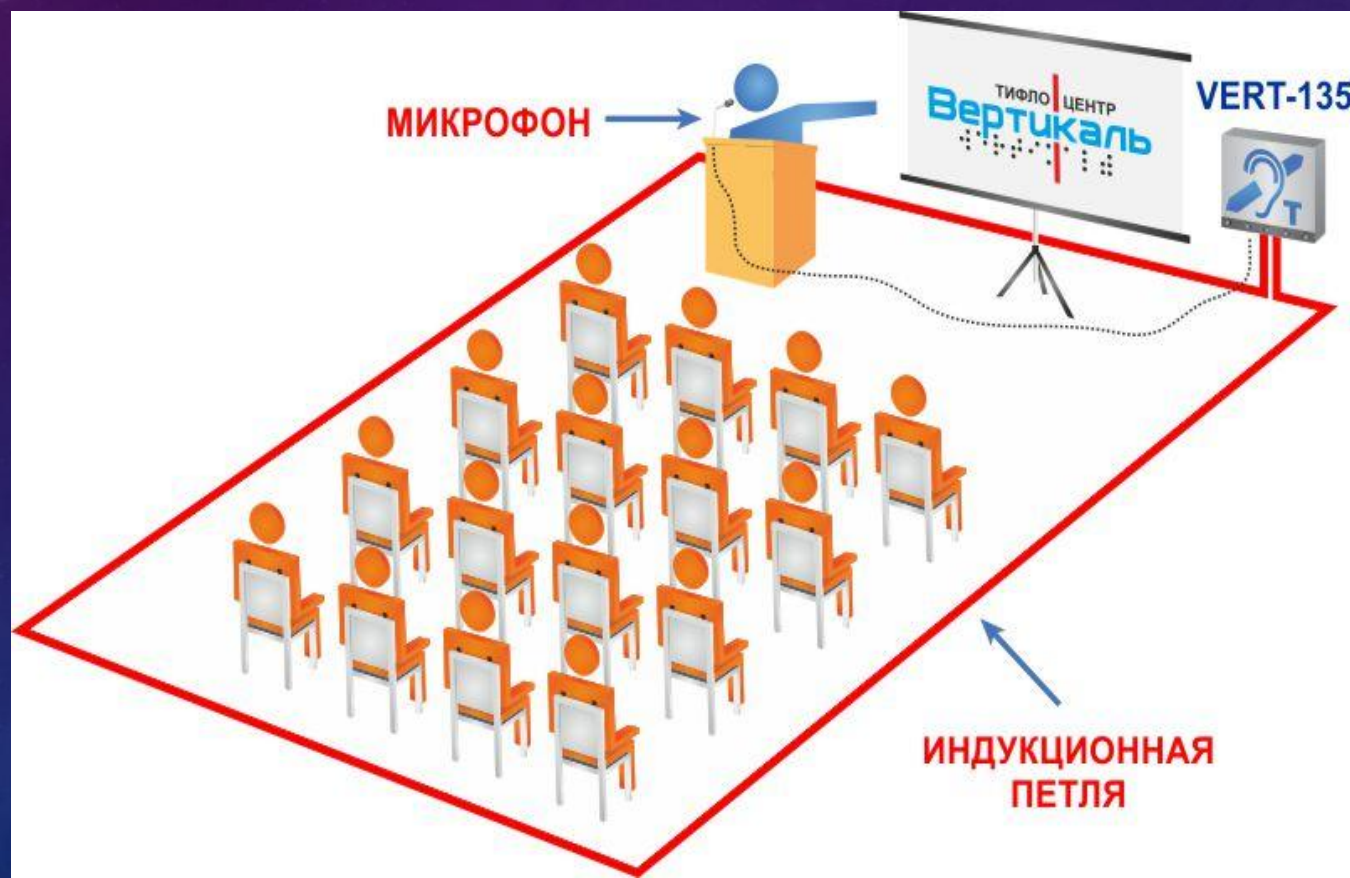 МИКРОФОН
ТИФЛО ЦЕНТР
Вертикаль
VERT-135
T
ИНДУКЦИОННАЯ
ПЕТЛЯ